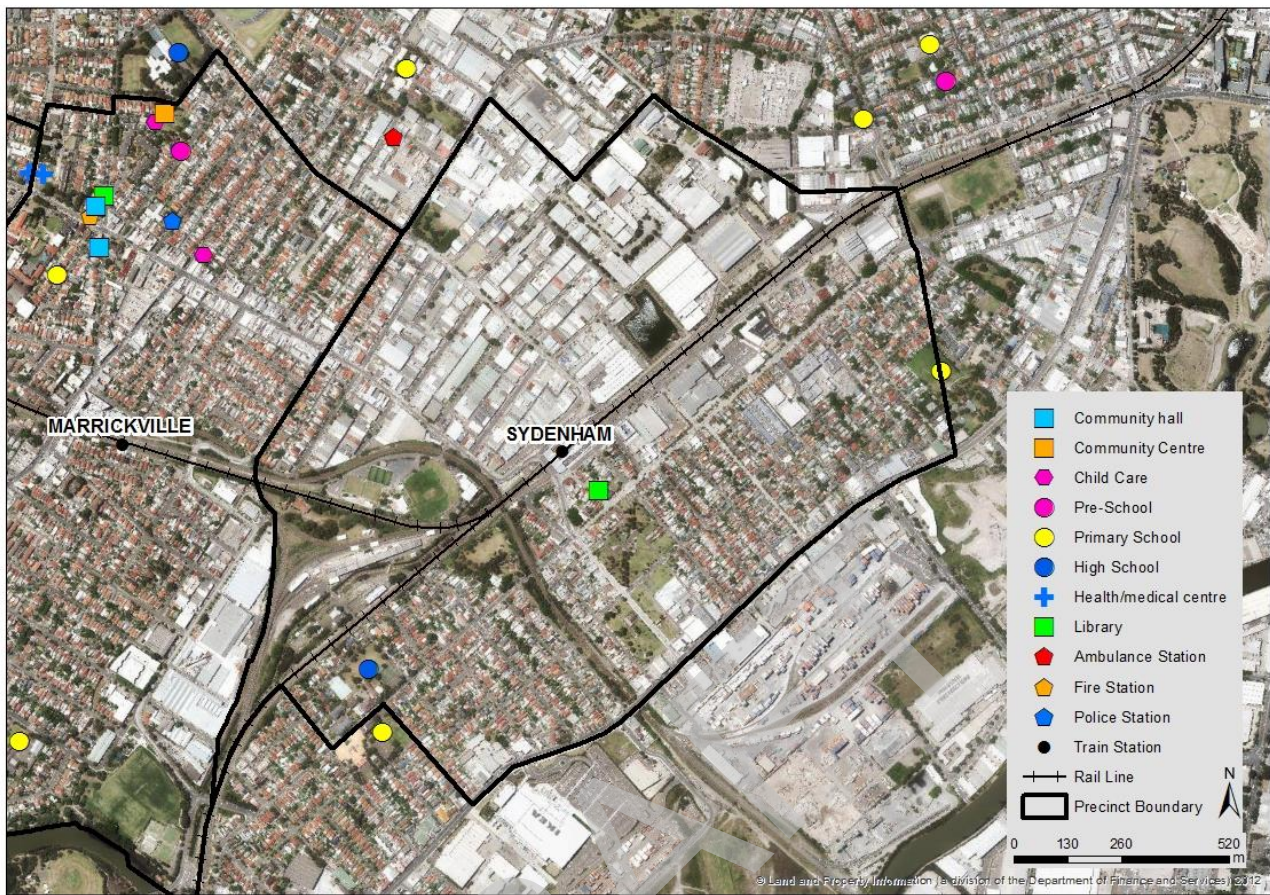 MARRICKVILLE
SYDENHAM
Community hall
Community Centre
Child Care
Pre-School
Primary School
High School
Health/medical centre
Library
Ambulance Station
Fire Station
Police Station
Train Station
Rail Line
Precinct Boundary
N
0 130 260 520
m
© Land and Property Information (a division of the Department of Finance and Services) 2012
IKEA